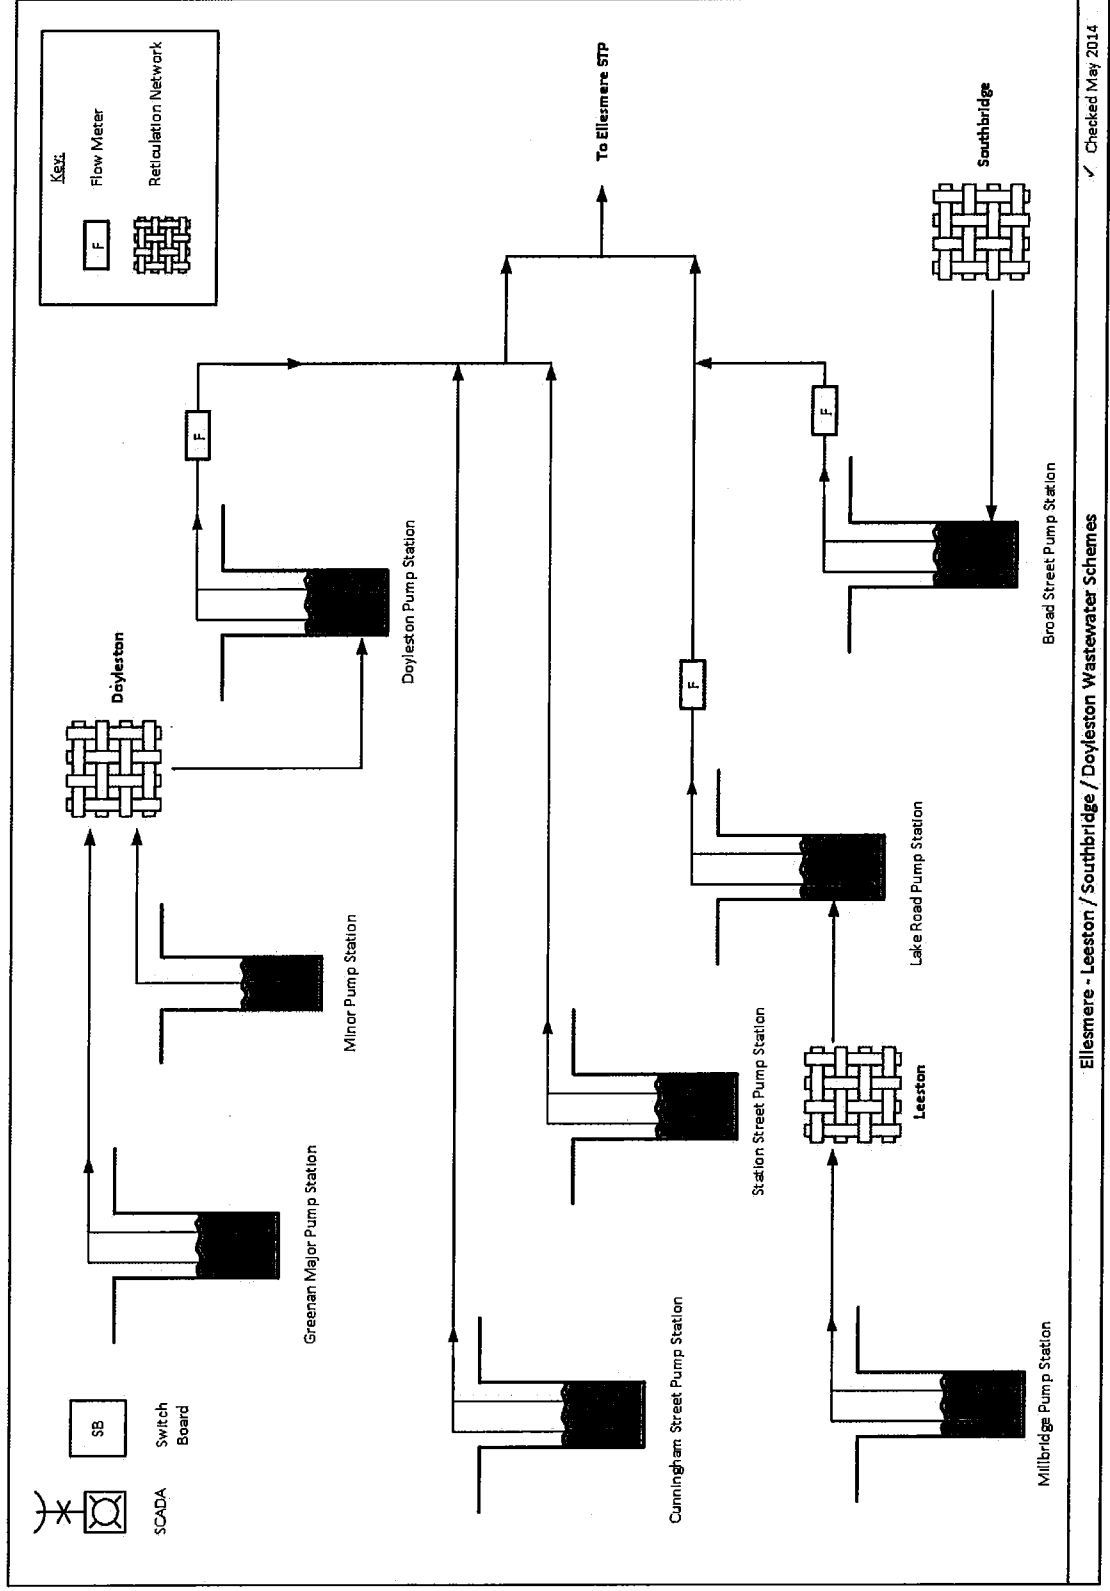 SCADA
SB
Switch
Board
Key:
F
Flow Meter
Reticulation Network
Greenan Major Pump Station
Minor Pump Station
Doyleston
F
Doyleston Pump Station
Cunningham Street Pump Station
Station Street Pump Station
To Ellesmere STP
Millbridge Pump Station
Leeston
F
Lake Road Pump Station
F
Broad Street Pump Station
Southbridge
Ellesmere - Leeston / Southbridge / Doyleston Wastewater Schemes
✓ Checked May 2014